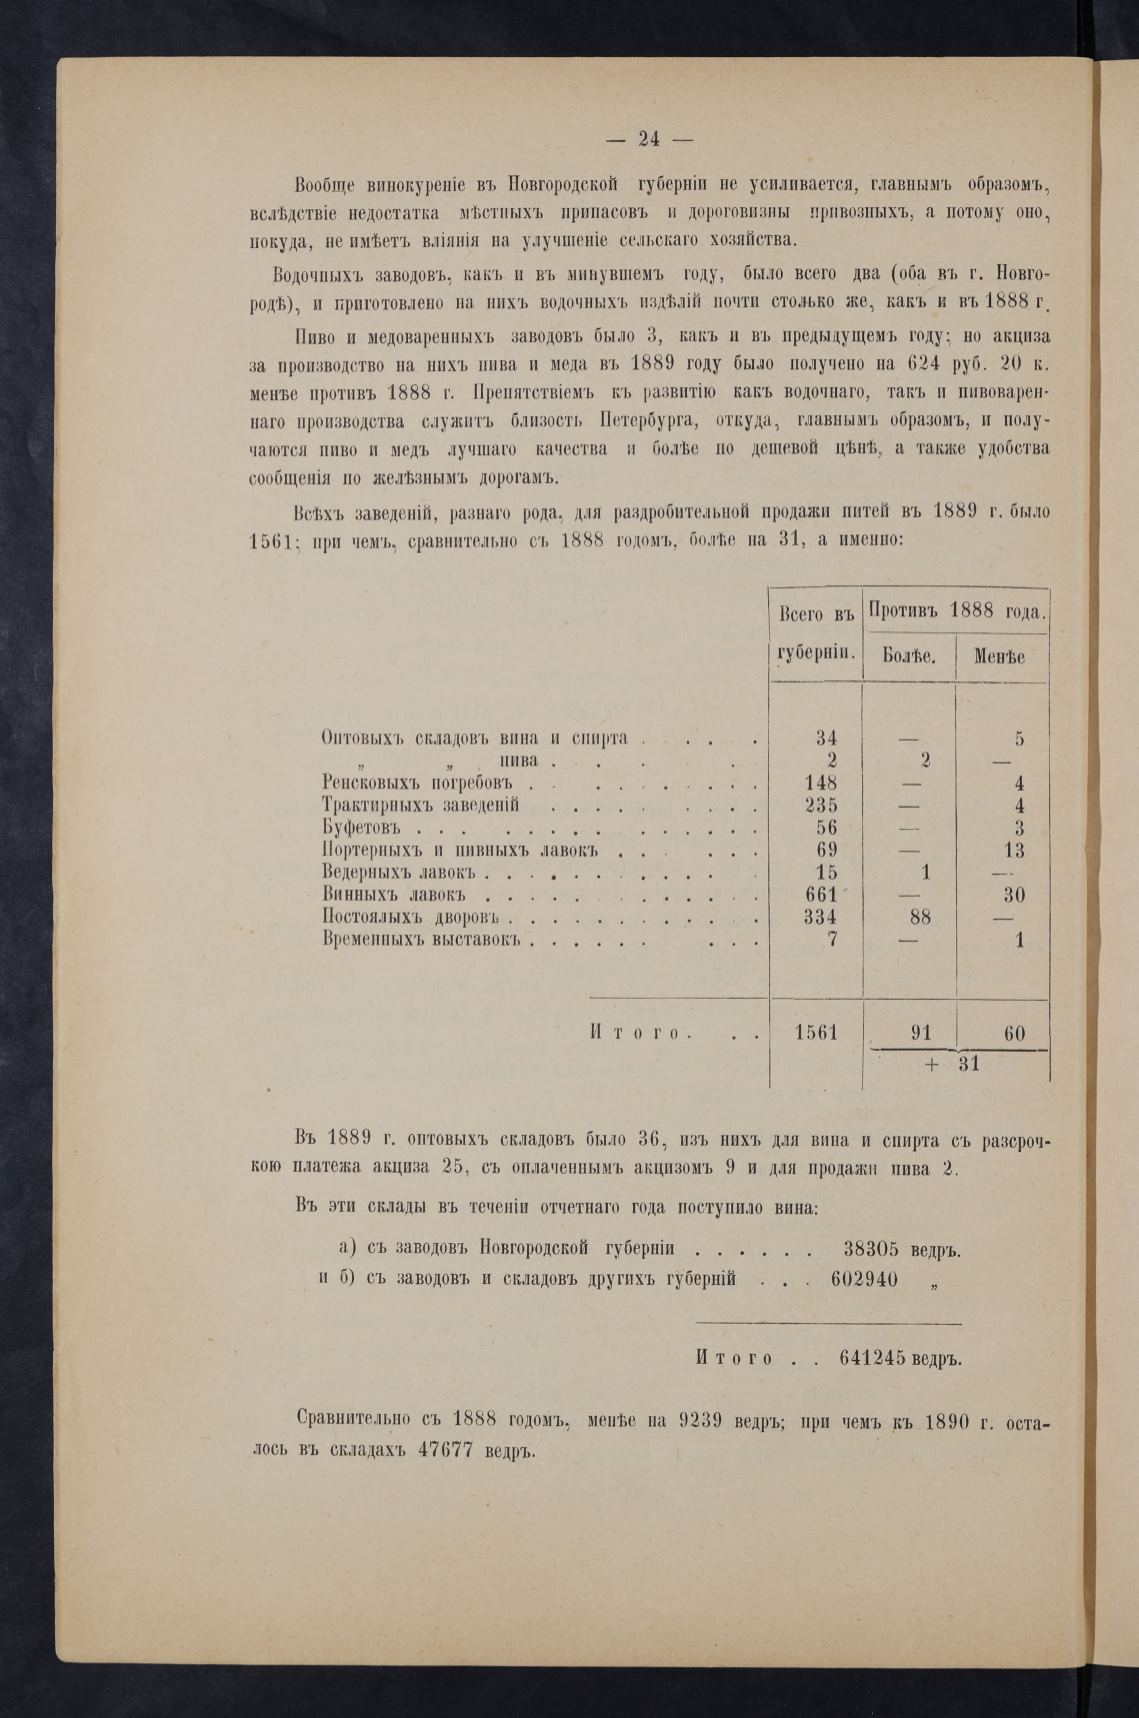 — 24 —
Вообще винокуреніе въ Новгородской губерніи не усиливается, главнымъ образомъ,
вслѣдствіе недостатка мѣстныхъ припасовъ и дороговизны привозныхъ, а потому оно,
покуда, не имѣетъ вліянія на улучшеніе сельскаго хозяйства.
Водочныхъ заводовъ, какъ и въ минувшемъ году, было всего два (оба въ г. Новго-
родѣ), и приготовлено на нихъ водочныхъ издѣлій почти столько же, какъ и въ 1888 г.
Пиво и медоваренныхъ заводовъ было 3, какъ и въ предыдущемъ году; но акциза
за производство на нихъ пива и меда въ 1889 году было получено на 624 руб. 20 к.
менѣе противъ 1888 г. Препятствіемъ къ развитію какъ водочнаго, такъ и пивоварен-
наго производства служитъ близость Петербурга, откуда, главнымъ образомъ, и полу-
чаются пиво и медъ лучшаго качества и болѣе по дешевой цѣнѣ, а также удобства
сообщенія по желѣзнымъ дорогамъ.
Всѣхъ заведеній, разнаго рода, для раздробительной продажи питей въ 1889 г. было
1561; при чемъ, сравнительно съ 1888 годомъ, болѣе на 31, а именно:
Всего въ губерніи. Противъ 1888 года.
Болѣе. Менѣе
Оптовыхъ складовъ вина и спирта . . . . . 34 — 5
„ „ пива . . . . . 2 2 —
Ренсковыхъ погребовъ . . . . . . . . . 148 — 4
Трактирныхъ заведеній . . . . . . . . . 235 — 4
Буфетовъ . . . . . . . . . . . . . . 56 — 3
Портерныхъ и пивныхъ лавокъ . . . . . . 69 — 13
Ведерныхъ лавокъ . . . . . . . . . . . . 15 1 —
Винныхъ лавокъ . . . . . . . . . . . . 661 — 30
Постоялыхъ дворовъ . . . . . . . . . . . . 334 88 —
Временныхъ выставокъ . . . . . . . . . 7 — 1
Итого. . . 1561 91 60
+ 31
Въ 1889 г. оптовыхъ складовъ было 36, изъ нихъ для вина и спирта съ разсроч-
кою платежа акциза 25, съ оплаченнымъ акцизомъ 9 и для продажи пива 2.
Въ эти склады въ теченіи отчетнаго года поступило вина:
а) съ заводовъ Новгородской губерніи . . . . . . 38305 ведръ.
и б) съ заводовъ и складовъ другихъ губерній . . . 602940 „
Итого . . 641245 ведръ.
Сравнительно съ 1888 годомъ, менѣе на 9239 ведръ; при чемъ къ 1890 г. оста-
лось въ складахъ 47677 ведръ.